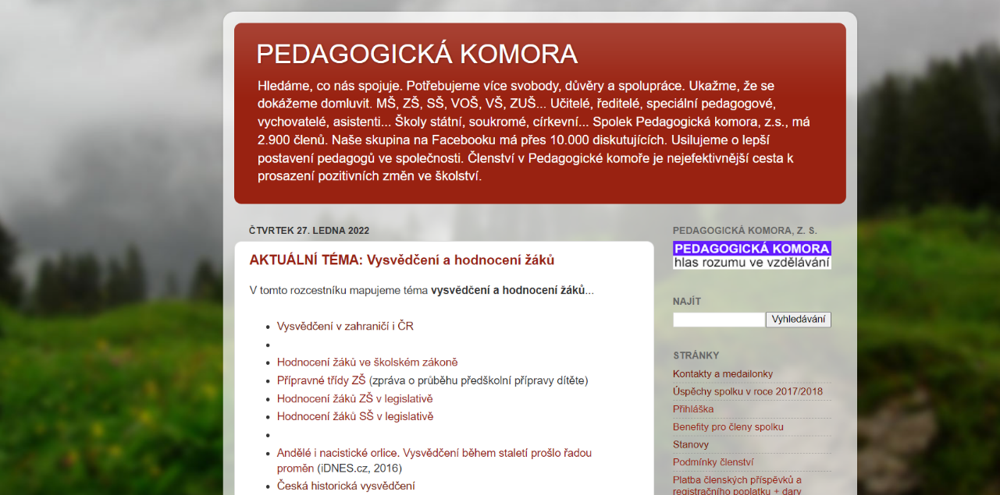 PEDAGOGICKÁ KOMORA
Hledáme, co nás spojuje. Potřebujeme více svobody, důvěry a spolupráce. Ukažme, že se
dokážeme domluvit. MŠ, ZŠ, SŠ, VOŠ, VŠ, ZUŠ... Učitelé, ředitelé, speciální pedagogové,
vychovatelé, asistenti... Školy státní, soukromé, církevní... Spolek Pedagogická komora, z.s., má
2.900 členů. Naše skupina na Facebooku má přes 10.000 diskutujících. Usilujeme o lepší
postavení pedagogů ve společnosti. Členství v Pedagogické komoře je nejefektivnější cesta k
prosazení pozitivních změn ve školství.
ČTVRTEK 27. LEDNA 2022
AKTUÁLNÍ TÉMA: Vysvědčení a hodnocení žáků
V tomto rozcestníku mapujeme téma vysvědčení a hodnocení žáků...
Vysvědčení v zahraničí i ČR
Hodnocení žáků ve školském zákoně
Přípravné třídy ZŠ (zpráva o průběhu předškolní přípravy dítěte)
Hodnocení žáků ZŠ v legislativě
Hodnocení žáků SŠ v legislativě
Andělé i nacistické orlice. Vysvědčení během staletí prošlo řadou
proměn (iDNES.cz, 2016)
Česká historická vysvědčení
PEDAGOGICKÁ KOMORA, Z. S.
PEDAGOGICKÁ KOMORA
hlas rozumu ve vzdělávání
NAJÍT
Vyhledávání
STRÁNKY
Kontakty a medailonky
Úspěchy spolku v roce 2017/2018
Přihláška
Benefity pro členy spolku
Stanovy
Podmínky členství
Platba členských příspěvků a
registračního poplatku + dary